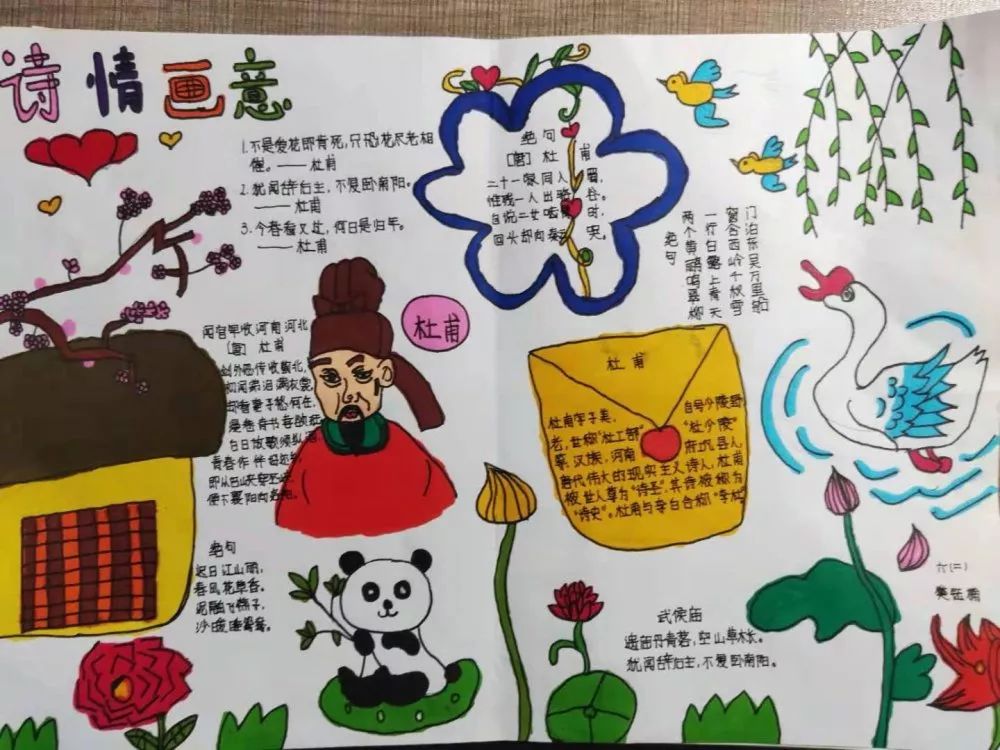 诗情画意
1.不是爱花即肯死,只恐花尽老相
催。——杜甫
2.犹闻辞后主,不爱卧南阳。
——杜甫
3.今春看又过,何日是归年。
——杜甫
绝句
[唐] 杜甫
二十一家同入蜀,
惟残一人出骆谷。
自说二女啮 时,
回头却向秦 哭。
绝句
两个黄鹂鸣翠柳
一行白鹭上青天
窗含西岭千秋雪
门泊东吴万里船
杜甫
闻官军收河南河北
[唐] 杜甫
剑外忽传收蓟北,
初闻涕泪满衣裳。
却看妻子愁何在,
漫卷诗书喜欲狂
白日放歌须纵酒,
青春作伴好还乡。
即从巴峡穿巫峡,
便下襄阳向洛阳。
杜甫
杜甫字子美,自号少陵野
老,世称"杜工部""杜少陵"
汉族,河南府巩县人,
唐代伟大的现实主义诗人,杜甫
被世人尊为"诗圣",其诗被称为
"诗史"。杜甫与李白合称"李杜"
绝句
迟日江山丽,
春风花草香。
泥融飞燕子,
沙暖睡鸳鸯。
武侯庙
遗庙丹青落,空山草木长。
犹闻辞后主,不爱卧南阳。
六(二)
樊钰